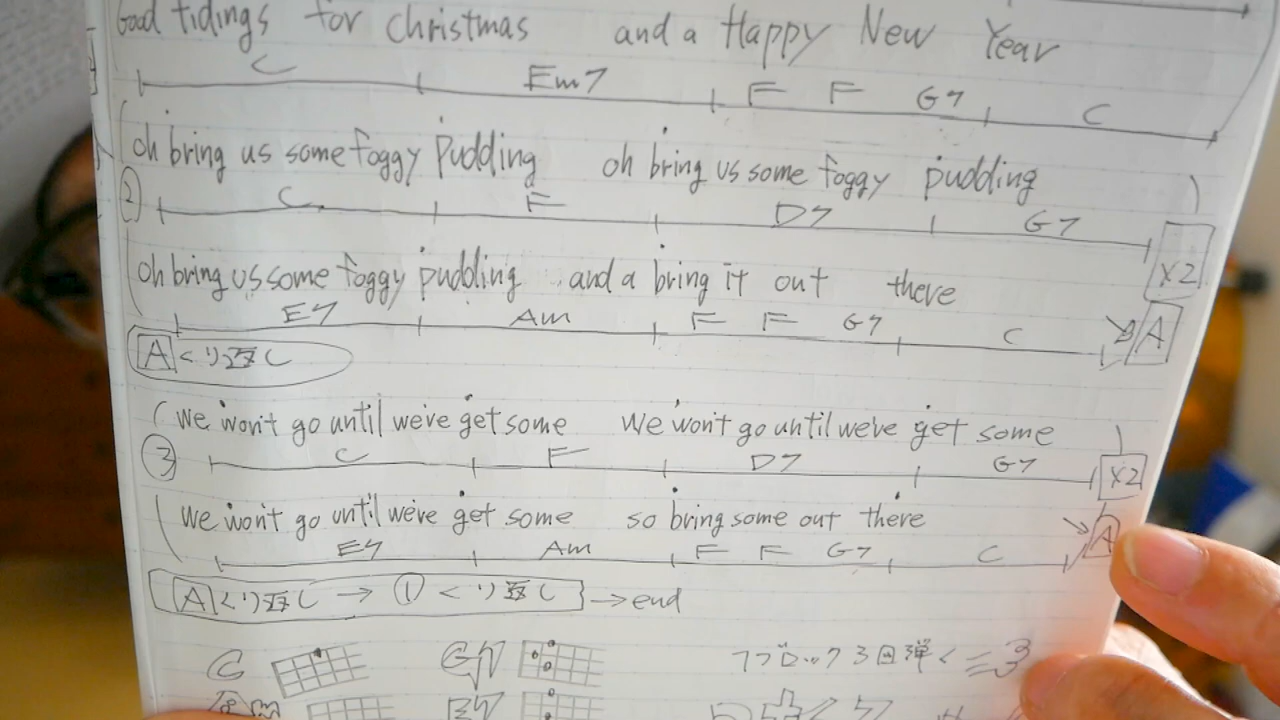 Good tidings for christmas and a Happy New Year
C Em7 F F G7 C
oh bring us some foggy pudding oh bring us some foggy pudding
② C F D7 G7
x2
oh bring us some foggy pudding and a bring it out there
E7 Am F F G7 C
A
A くり返し
we won't go until we've get some we won't go until we've get some
③ C F D7 G7
x2
we won't go until we've get some so bring some out there
A
E7 Am F F G7 C
A くり返し → ① くり返し → end
C G7 1ブロック3回弾く = 3
Am E7